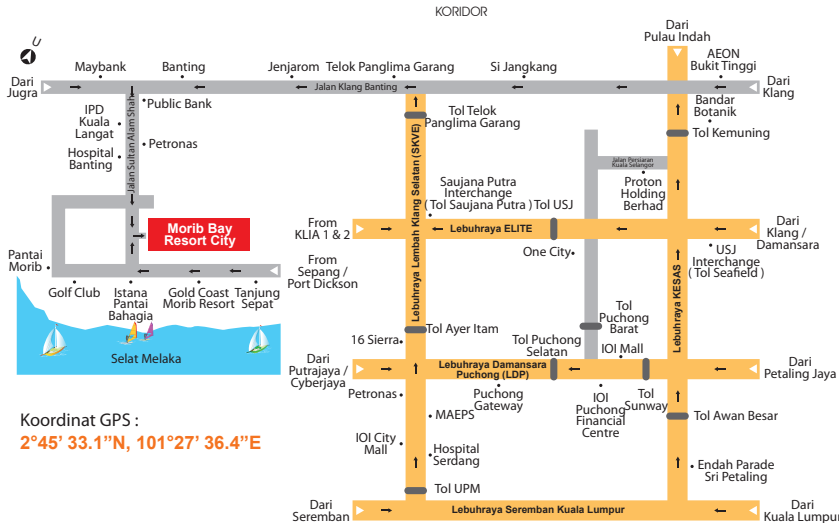 KORIDOR
U
Dari
Pulau Indah
Maybank
Banting
Jenjarom
Telok Panglima Garang
Si Jangkang
AEON
Bukit Tinggi
Dari
Jugra
Jalan Klang Banting
Dari
Klang
Public Bank
IPD
Kuala
Langat
Jalan Sultan Alam Shah
Petronas
Hospital
Banting
Tol Telok
Panglima Garang
Bandar
Botanik
Tol Kemuning
Jalan Persiaran
Kuala Selangor
Proton
Holding
Berhad
Lebuhraya Lembah Klang Selatan (SKVE)
Saujana Putra
Interchange
( Tol Saujana Putra )
Tol USJ
Morib Bay
Resort City
From
KLIA 1 & 2
Lebuhraya ELITE
Dari
Klang /
Damansara
Pantai
Morib
From
Sepang /
Port Dickson
One City
USJ
Interchange
( Tol Seafield )
Lebuhraya KESAS
Golf Club
Istana
Pantai
Bahagia
Gold Coast
Morib Resort
Tanjung
Sepat
Selat Melaka
Tol Ayer Itam
16 Sierra
Tol Puchong
Selatan
Tol
Puchong
Barat
IOI Mall
Dari
Putrajaya /
Cyberjaya
Lebuhraya Damansara
Puchong (LDP)
Dari
Petaling Jaya
Petronas
Puchong
Gateway
IOI
Puchong
Financial
Centre
Tol
Sunway
MAEPS
Tol Awan Besar
Koordinat GPS :
2°45’ 33.1”N, 101°27’ 36.4”E
IOI City
Mall
Hospital
Serdang
Endah Parade
Sri Petaling
Tol UPM
Dari
Seremban
Lebuhraya Seremban Kuala Lumpur
Dari
Kuala Lumpur